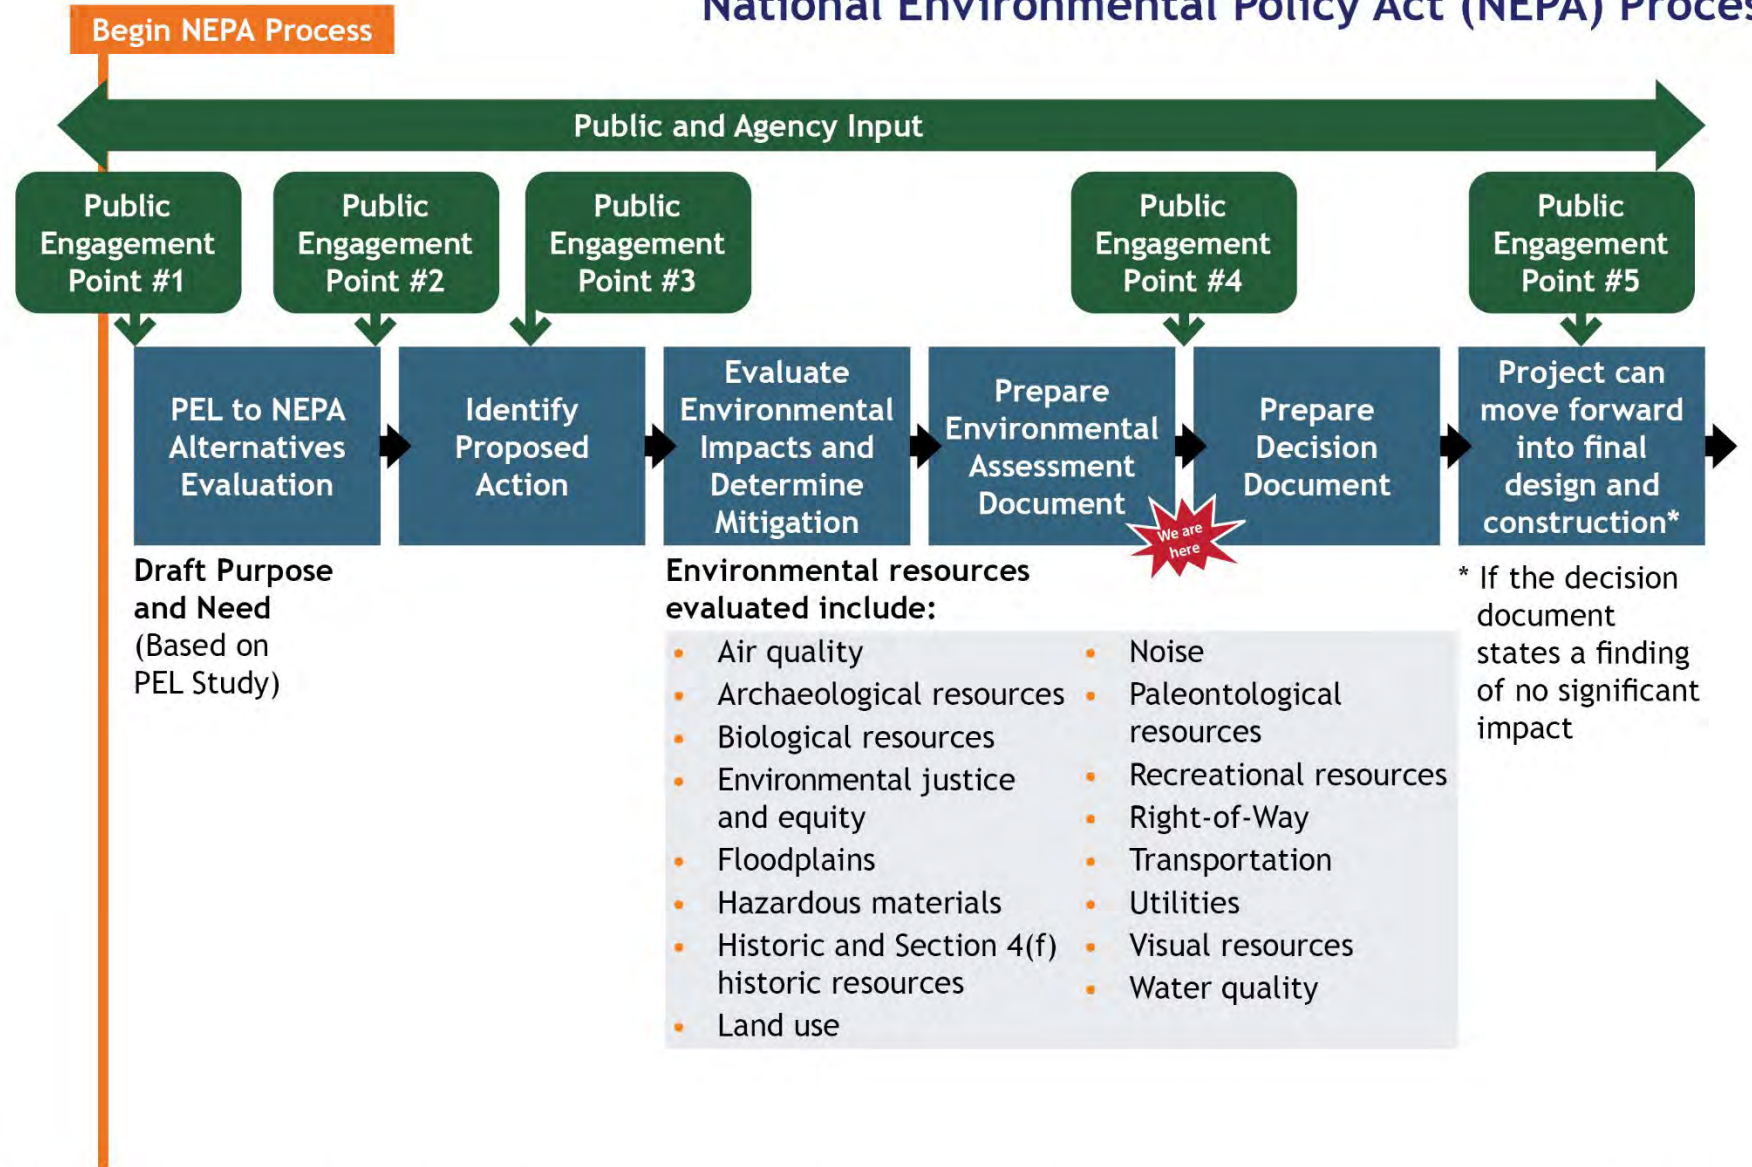 National Environmental Policy Act (NEPA) Proces
Begin NEPA Process
Public and Agency Input
Public
Engagement
Point #1
Public
Engagement
Point #2
Public
Engagement
Point #3
Public
Engagement
Point #4
Public
Engagement
Point #5
PEL to NEPA
Alternatives
Evaluation
Identify
Proposed
Action
Evaluate
Environmental
Impacts and
Determine
Mitigation
Prepare
Environmental
Assessment
Document
We are
here
Prepare
Decision
Document
Project can
move forward
into final
design and
construction*
Draft Purpose
and Need
(Based on
PEL Study)
Environmental resources
evaluated include:
• Air quality
• Archaeological resources
• Biological resources
• Environmental justice
and equity
• Floodplains
• Hazardous materials
• Historic and Section 4(f)
historic resources
• Land use
• Noise
• Paleontological
resources
• Recreational resources
• Right-of-Way
• Transportation
• Utilities
• Visual resources
• Water quality
* If the decision
document
states a finding
of no significant
impact